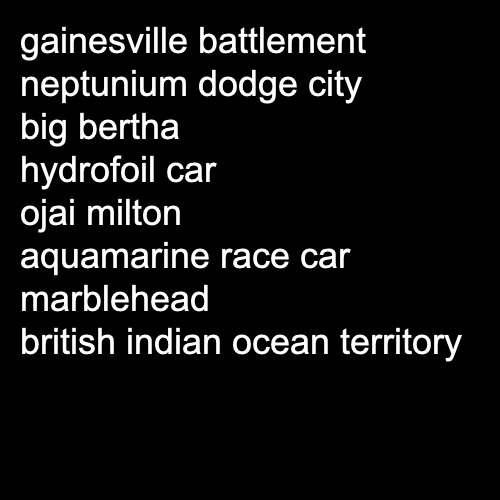 gainesville battlement
neptunium dodge city
big bertha
hydrofoil car
ojai milton
aquamarine race car
marblehead
british indian ocean territory